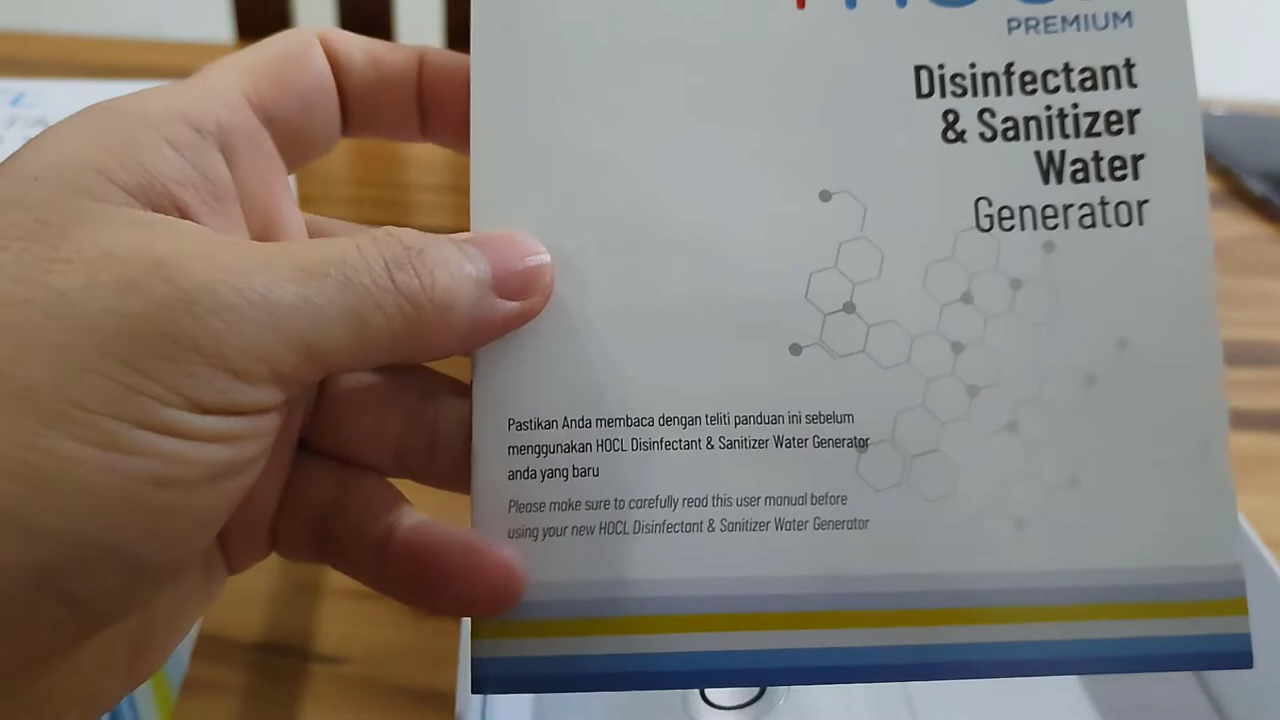 PREMIUM
Disinfectant
& Sanitizer
Water
Generator
Pastikan Anda membaca dengan teliti panduan ini sebelum
menggunakan HOCL Disinfectant & Sanitizer Water Generator
anda yang baru
Please make sure to carefully read this user manual before
using your new HOCL Disinfectant & Sanitizer Water Generator